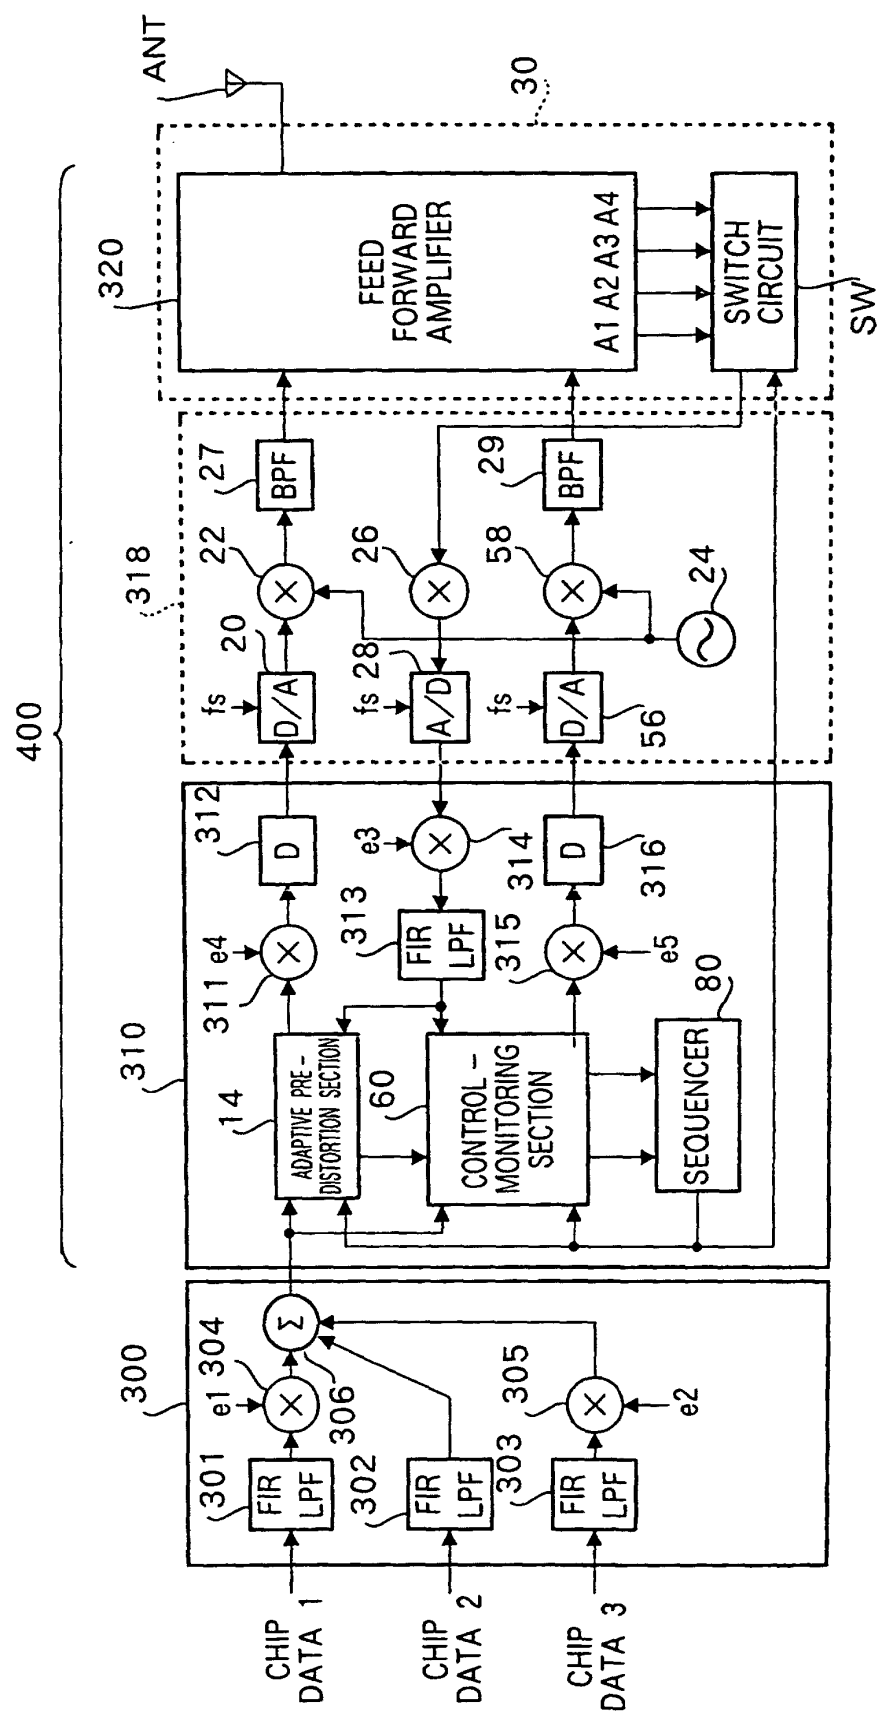 400
ANT
300
310
318
320
30
CHIP
DATA 1
301
FIR
LPF
e1
304
Σ
306
CHIP
DATA 2
302
FIR
LPF
CHIP
DATA 3
303
FIR
LPF
305
e2
14
ADAPTIVE PRE-
DISTORTION SECTION
311
e4
312
D
60
CONTROL-
MONITORING
SECTION
313
FIR
LPF
e3
314
315
e5
D
316
SEQUENCER
80
fs
20
D/A
22
27
BPF
fs
28
A/D
26
fs
D/A
56
58
29
BPF
24
FEED
FORWARD
AMPLIFIER
A1 A2 A3 A4
SWITCH
CIRCUIT
SW